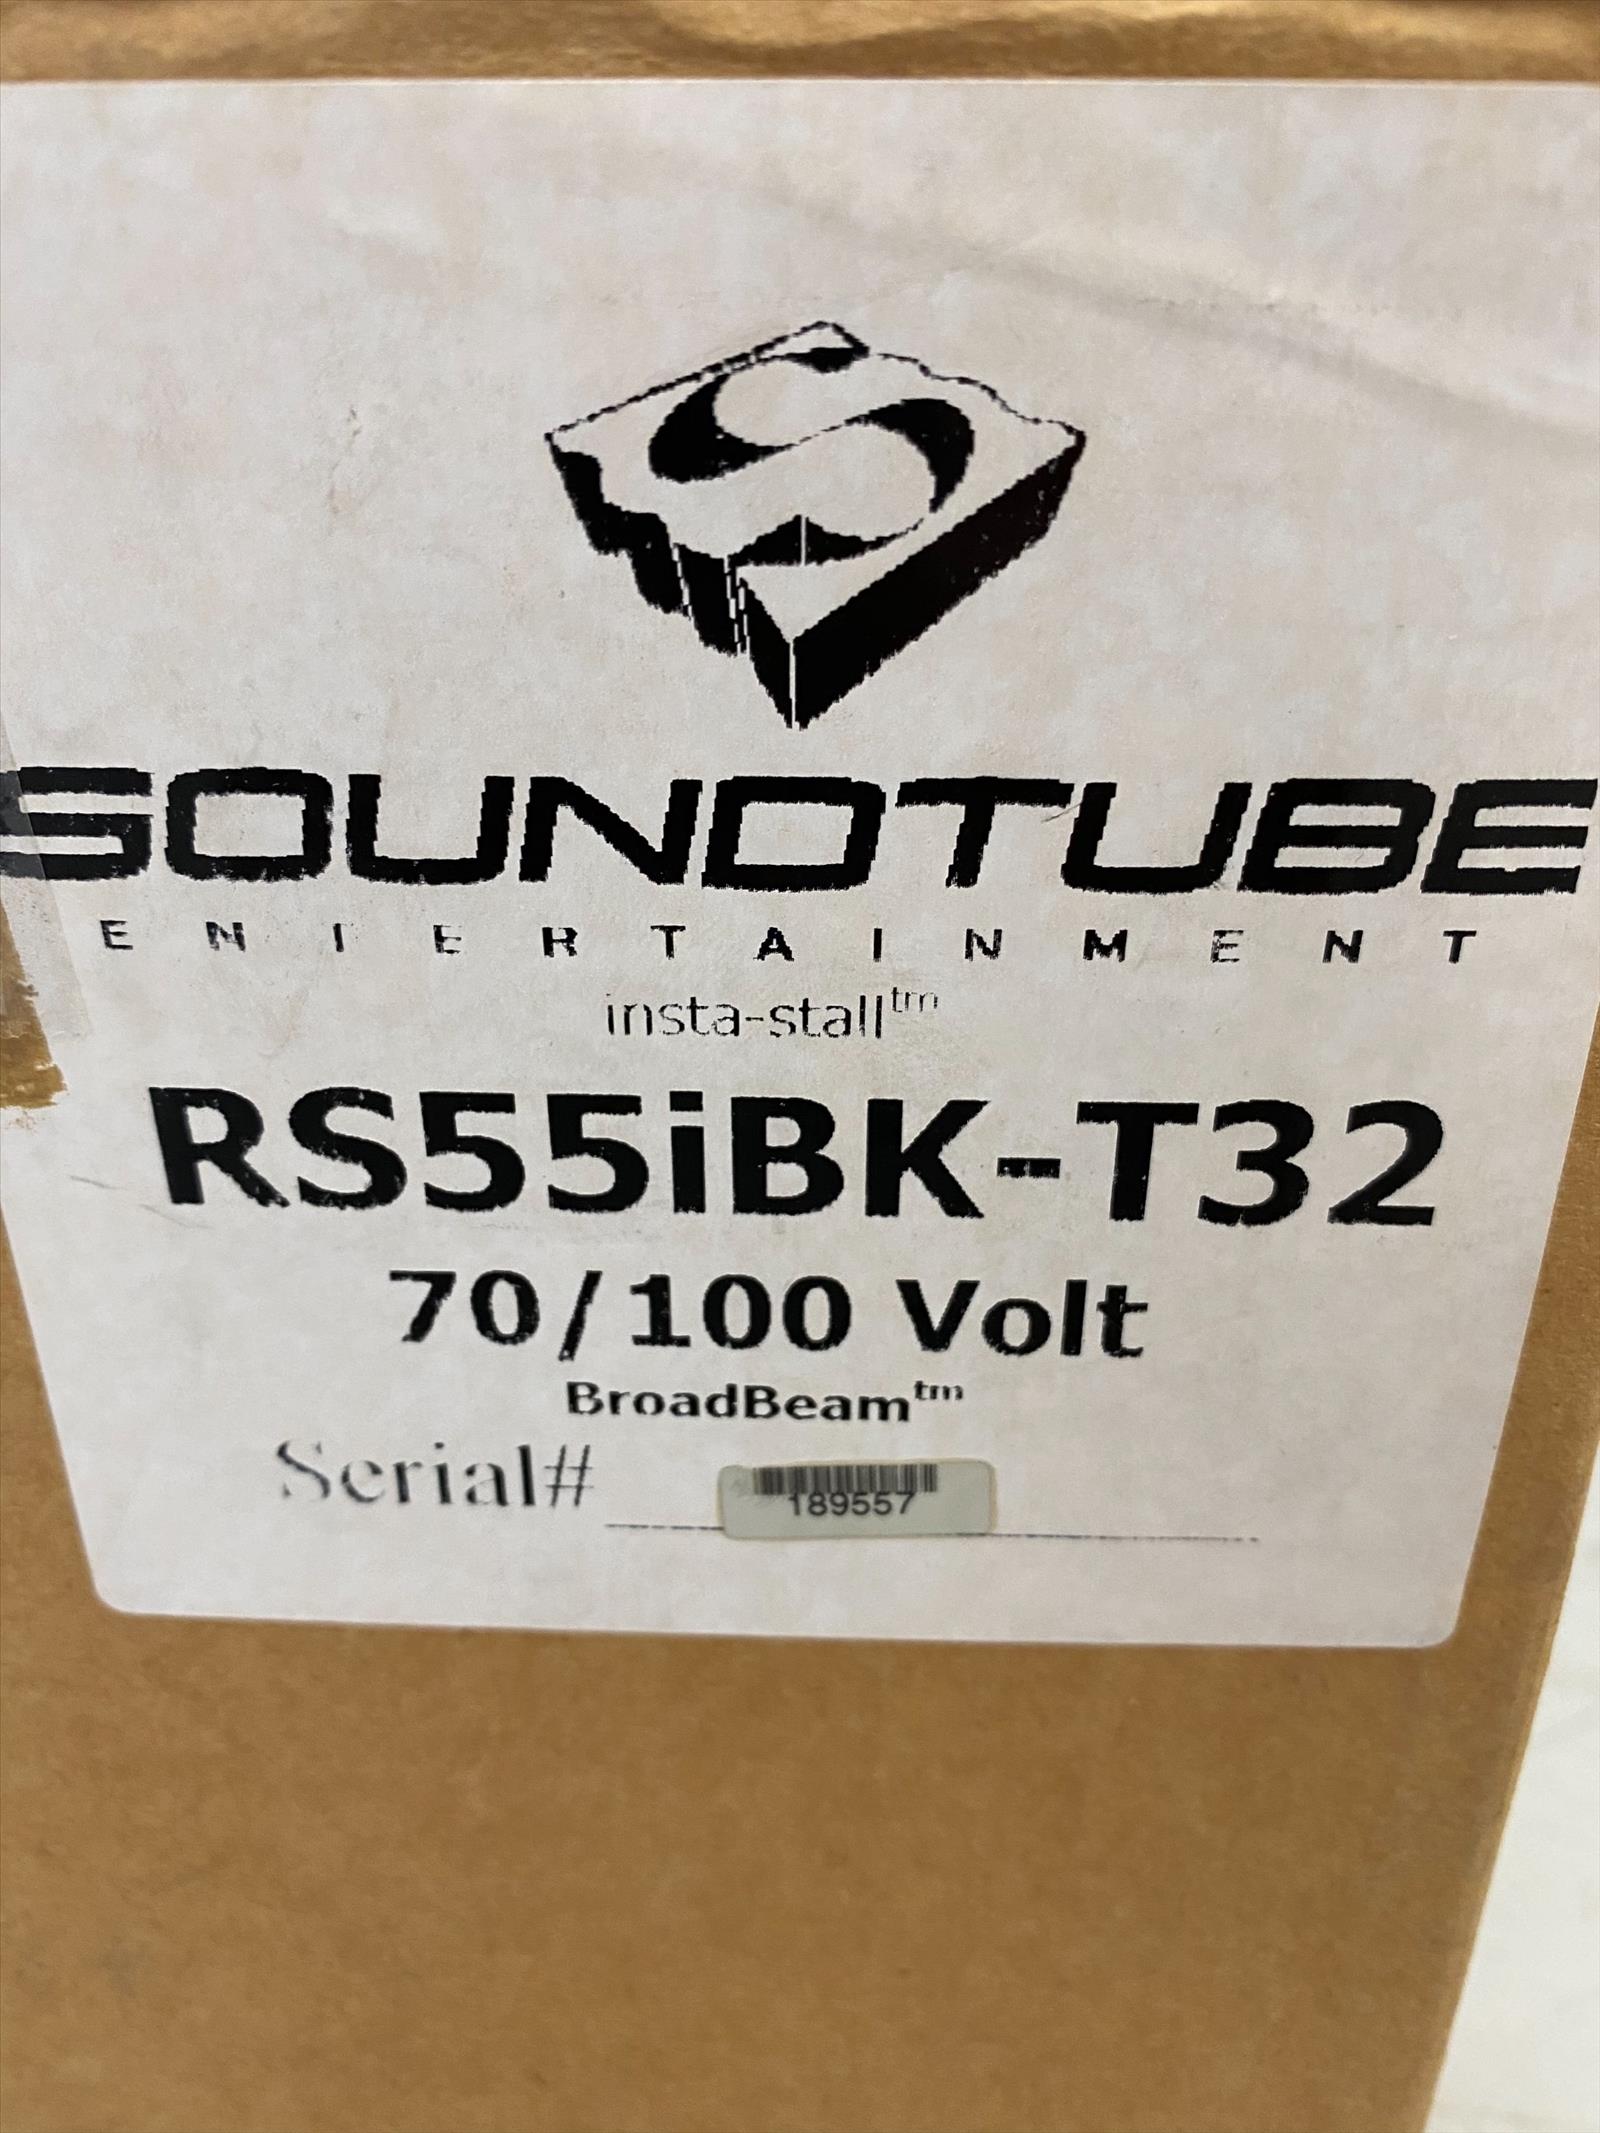 SOUNDTUBE
ENTERTAINMENT
insta-stall™
RS55iBK-T32
70/100 Volt
BroadBeam™
Serial#
189557